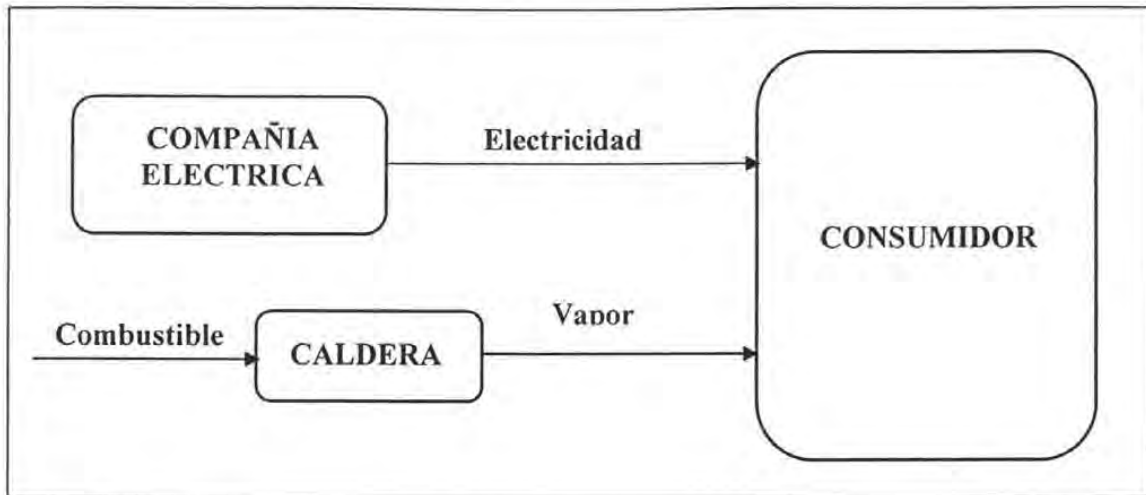 COMPAÑIA
ELECTRICA
Electricidad
CONSUMIDOR
Combustible
CALDERA
Vapor